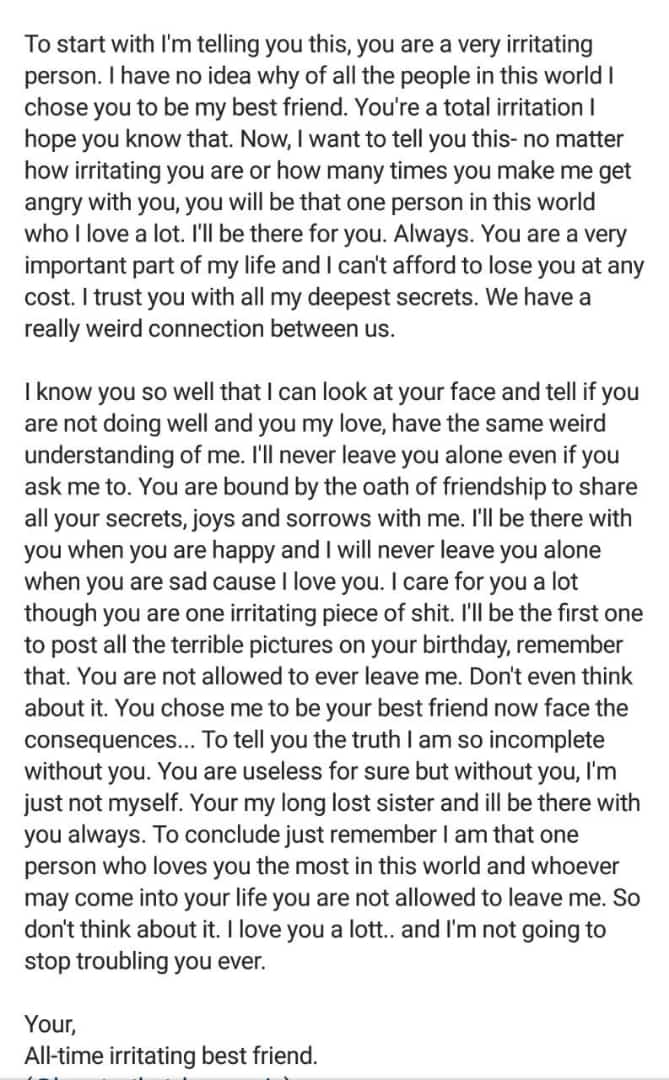 To start with I'm telling you this, you are a very irritating
person. I have no idea why of all the people in this world I
chose you to be my best friend. You're a total irritation I
hope you know that. Now, I want to tell you this- no matter
how irritating you are or how many times you make me get
angry with you, you will be that one person in this world
who I love a lot. I'll be there for you. Always. You are a very
important part of my life and I can't afford to lose you at any
cost. I trust you with all my deepest secrets. We have a
really weird connection between us.
I know you so well that I can look at your face and tell if you
are not doing well and you my love, have the same weird
understanding of me. I'll never leave you alone even if you
ask me to. You are bound by the oath of friendship to share
all your secrets, joys and sorrows with me. I'll be there with
you when you are happy and I will never leave you alone
when you are sad cause I love you. I care for you a lot
though you are one irritating piece of shit. I'll be the first one
to post all the terrible pictures on your birthday, remember
that. You are not allowed to ever leave me. Don't even think
about it. You chose me to be your best friend now face the
consequences... To tell you the truth I am so incomplete
without you. You are useless for sure but without you, I'm
just not myself. Your my long lost sister and ill be there with
you always. To conclude just remember I am that one
person who loves you the most in this world and whoever
may come into your life you are not allowed to leave me. So
don't think about it. I love you a lott.. and I'm not going to
stop troubling you ever.
Your,
All-time irritating best friend.